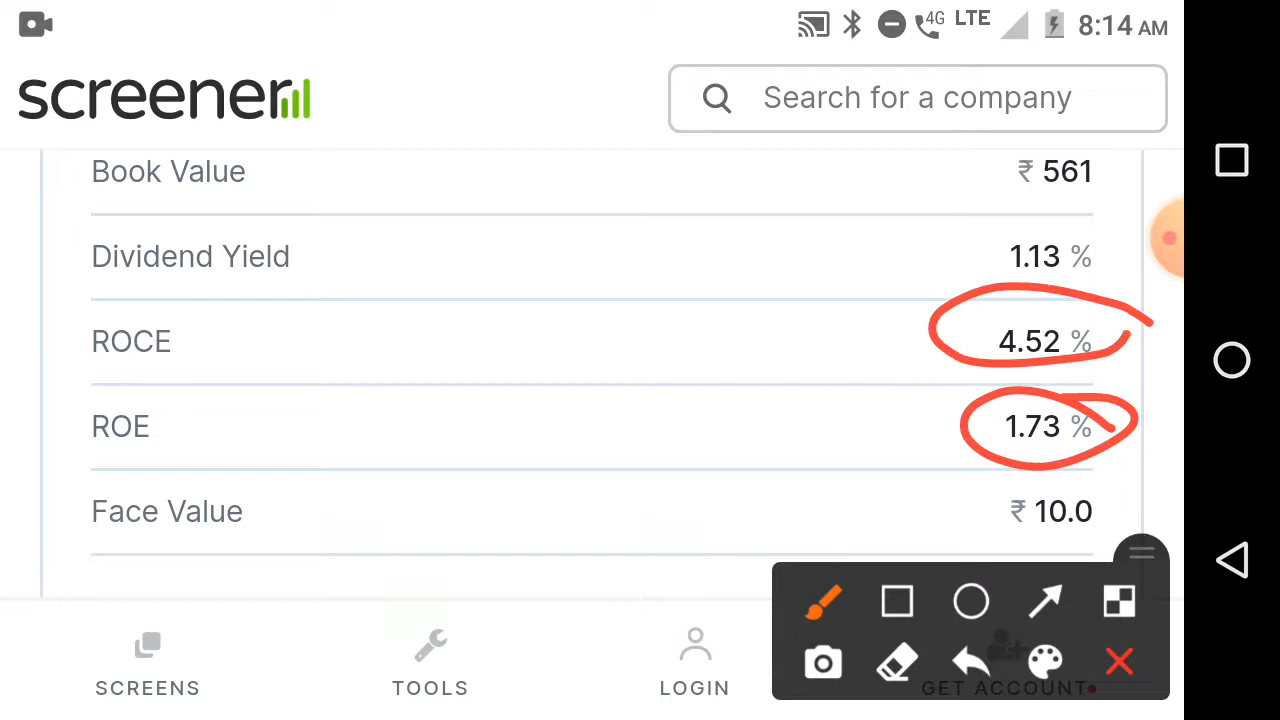 4G LTE 8:14 AM
screener
Search for a company
Book Value ₹ 561
Dividend Yield 1.13 %
ROCE 4.52 %
ROE 1.73 %
Face Value ₹ 10.0
SCREENS TOOLS LOGIN GET ACCOUNT